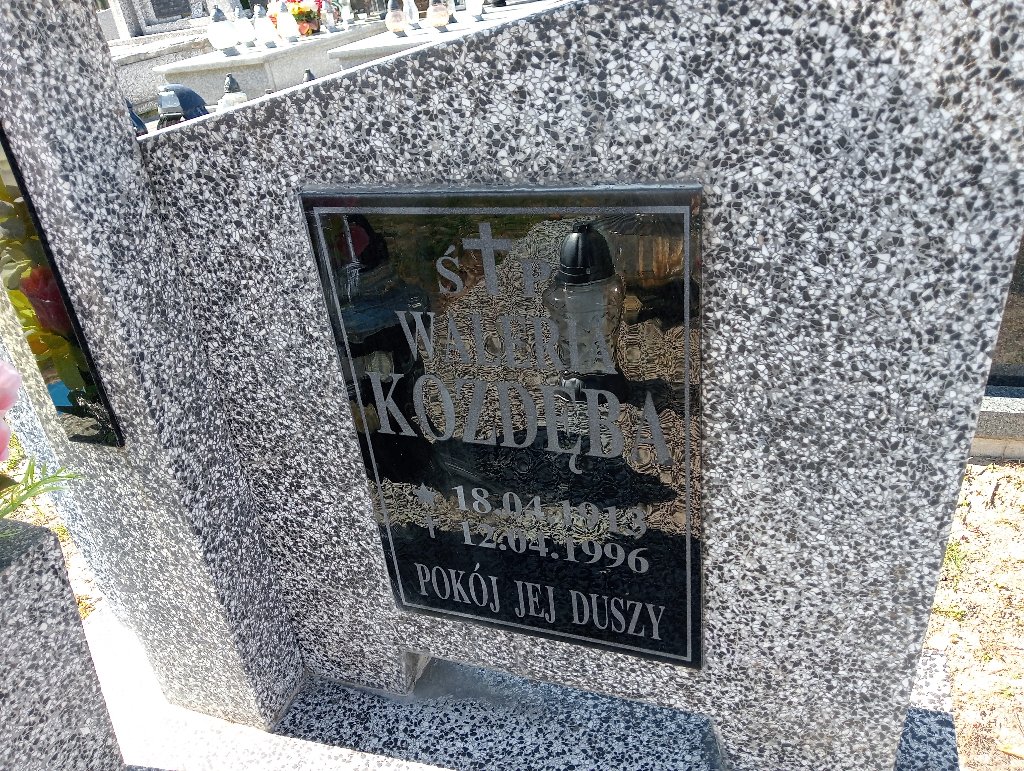 Ś P
WALERIA
KOZDĘBA
18.04.1913
12.04.1996
POKÓJ JEJ DUSZY